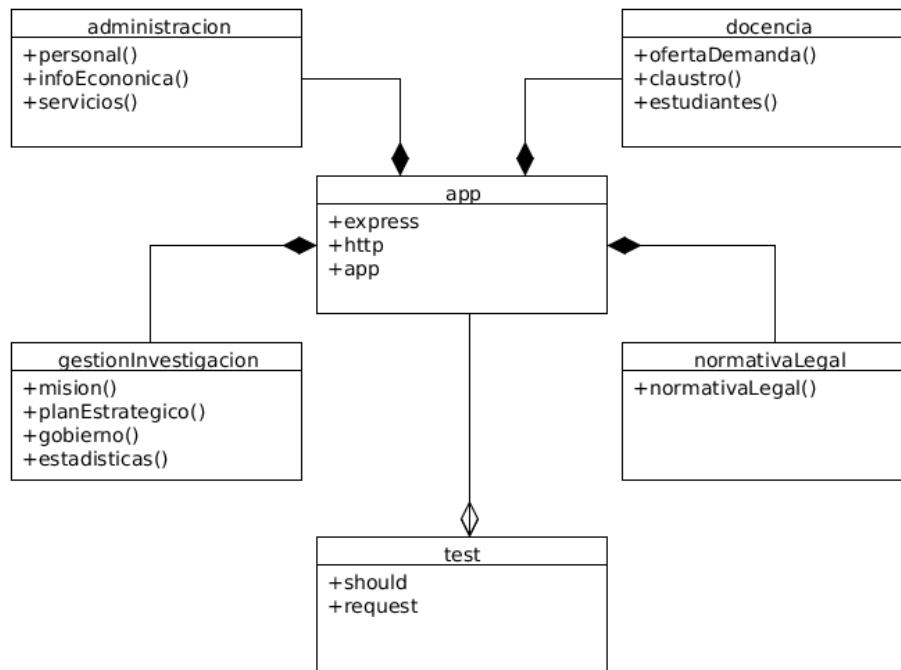 administracion
+personal()
+infoEcononica()
+servicios()
docencia
+ofertaDemanda()
+claustro()
+estudiantes()
app
+express
+http
+app
gestionInvestigacion
+mision()
+planEstrategico()
+gobierno()
+estadisticas()
normativaLegal
+normativaLegal()
test
+should
+request